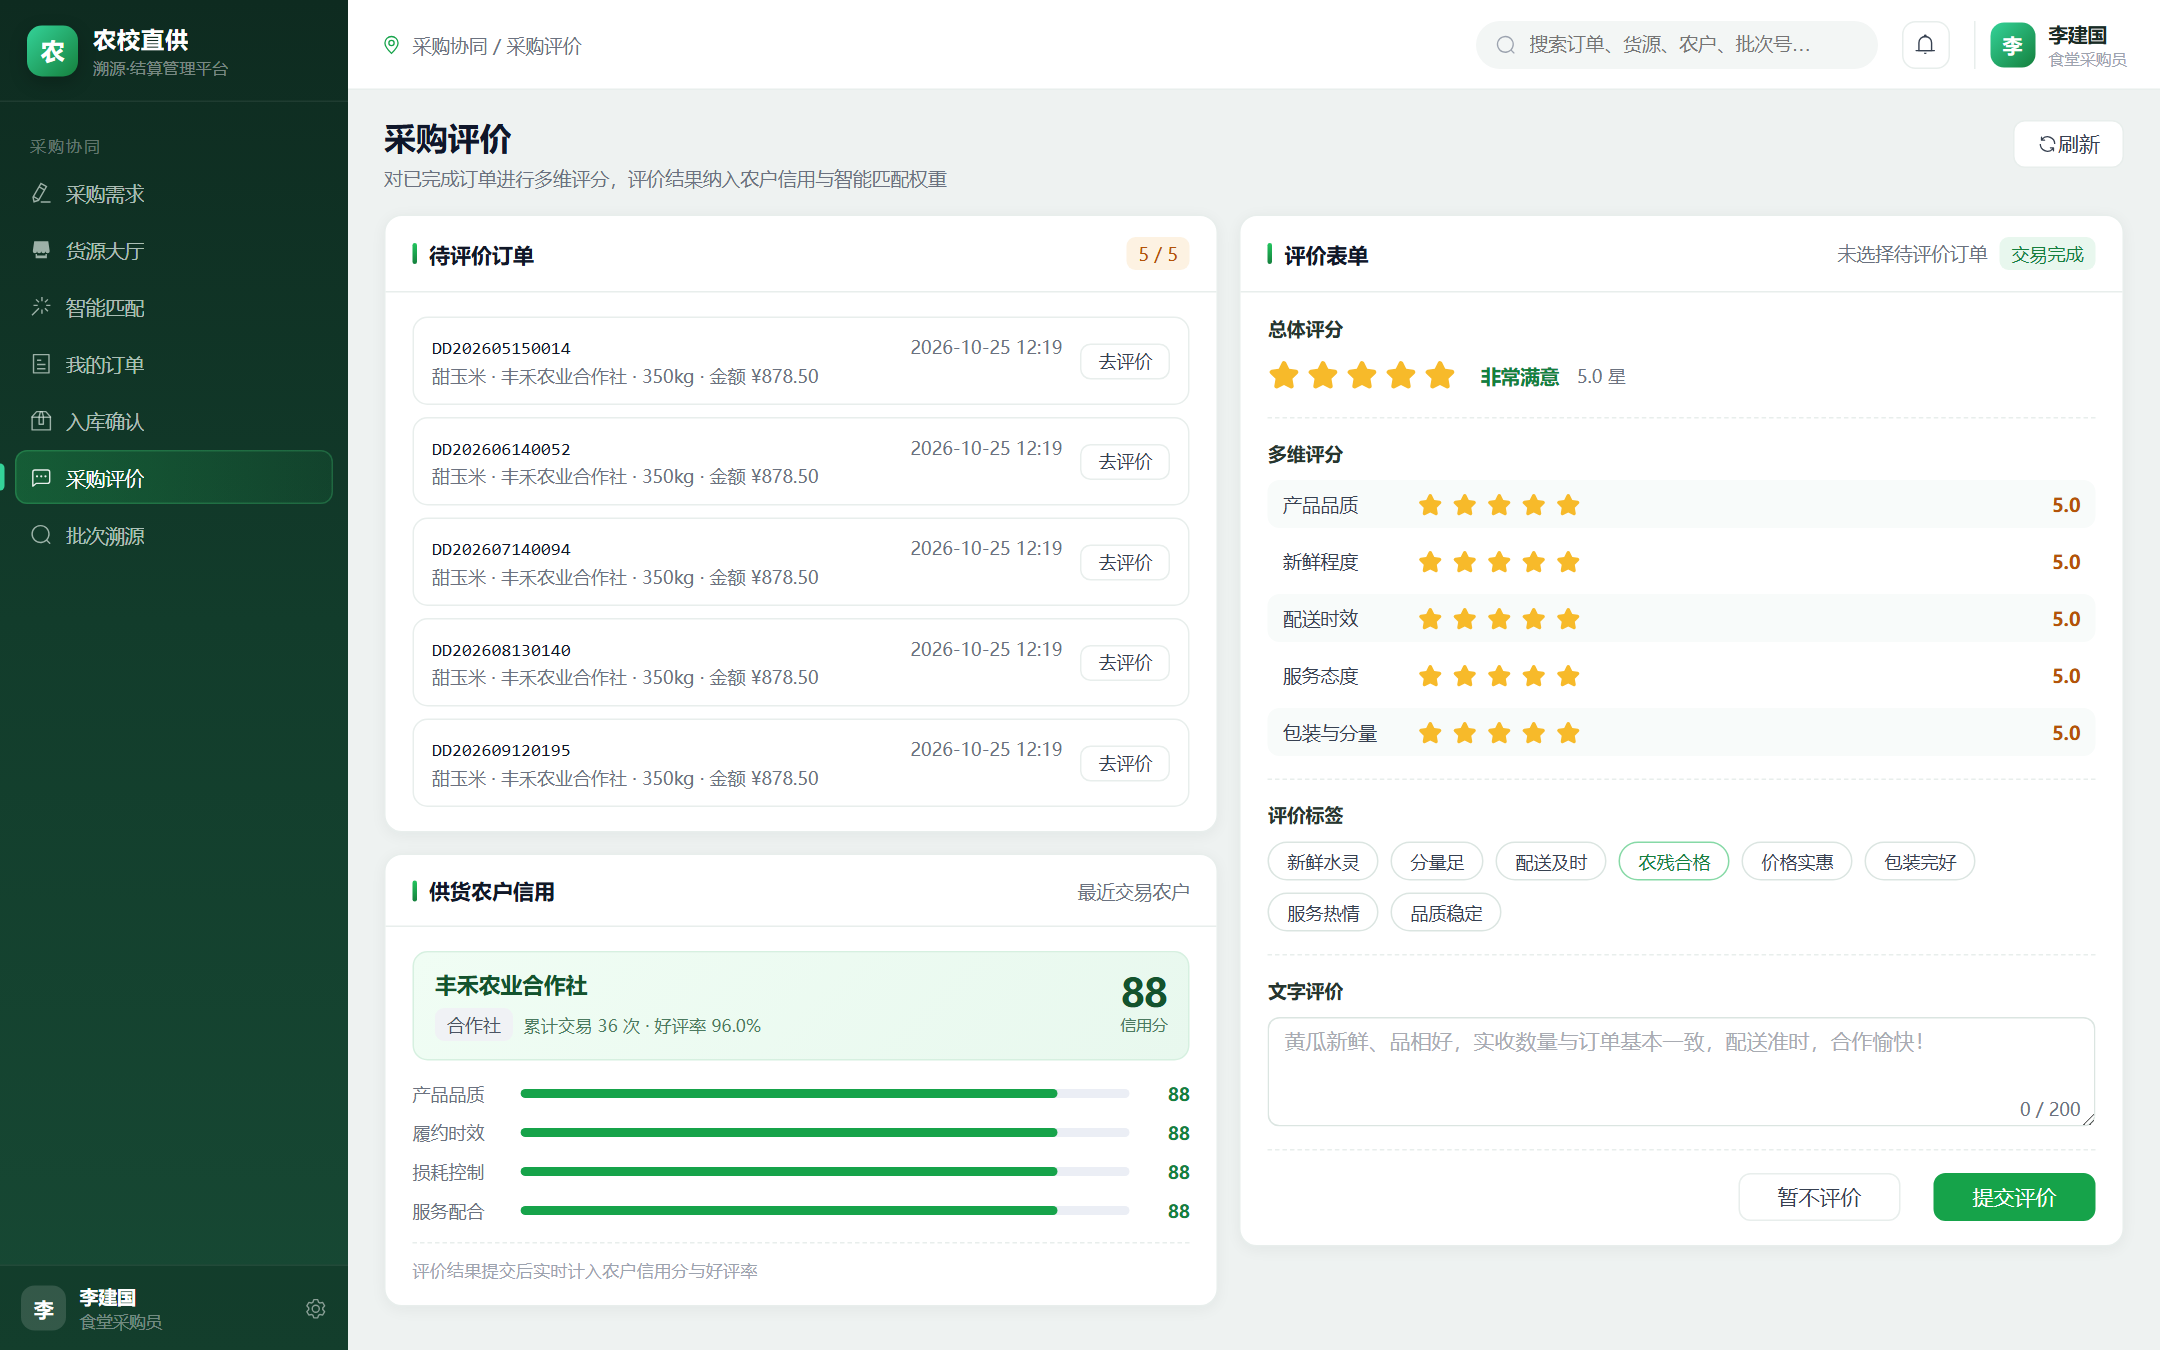 农
农校直供
溯源·结算管理平台
采购协同
采购需求
货源大厅
智能匹配
我的订单
入库确认
采购评价
批次溯源
李
李建国
食堂采购员
采购协同 / 采购评价
搜索订单、货源、农户、批次号...
李
李建国
食堂采购员
采购评价
对已完成订单进行多维评分，评价结果纳入农户信用与智能匹配权重
刷新
待评价订单
5 / 5
DD202605150014
2026-10-25 12:19
甜玉米 · 丰禾农业合作社 · 350kg · 金额 ¥878.50
去评价
DD202606140052
2026-10-25 12:19
甜玉米 · 丰禾农业合作社 · 350kg · 金额 ¥878.50
去评价
DD202607140094
2026-10-25 12:19
甜玉米 · 丰禾农业合作社 · 350kg · 金额 ¥878.50
去评价
DD202608130140
2026-10-25 12:19
甜玉米 · 丰禾农业合作社 · 350kg · 金额 ¥878.50
去评价
DD202609120195
2026-10-25 12:19
甜玉米 · 丰禾农业合作社 · 350kg · 金额 ¥878.50
去评价
供货农户信用
最近交易农户
丰禾农业合作社
合作社
累计交易 36 次 · 好评率 96.0%
88
信用分
产品品质 88
履约时效 88
损耗控制 88
服务配合 88
评价结果提交后实时计入农户信用分与好评率
评价表单
未选择待评价订单
交易完成
总体评分
非常满意 5.0 星
多维评分
产品品质 5.0
新鲜程度 5.0
配送时效 5.0
服务态度 5.0
包装与分量 5.0
评价标签
新鲜水灵 分量足 配送及时 农残合格 价格实惠 包装完好
服务热情 品质稳定
文字评价
黄瓜新鲜、品相好，实收数量与订单基本一致，配送准时，合作愉快！
0 / 200
暂不评价
提交评价